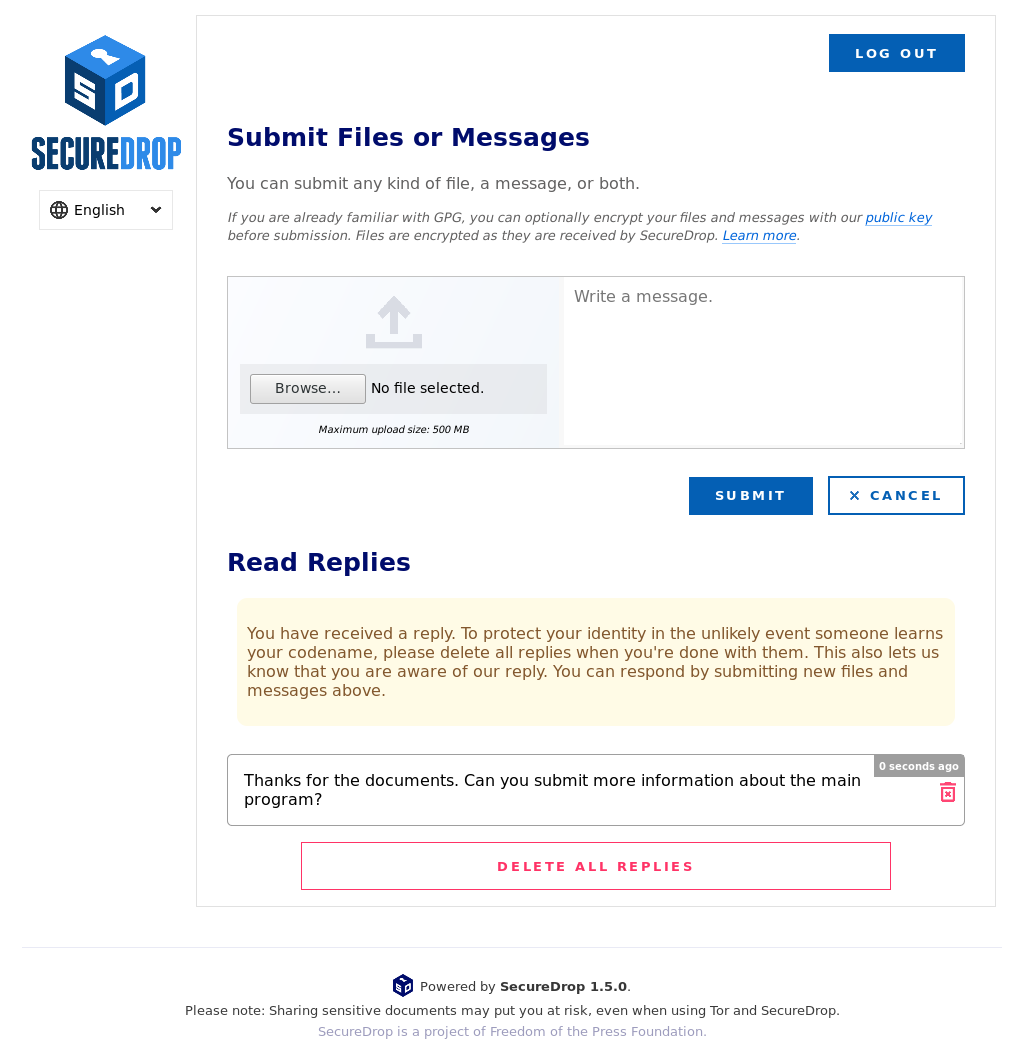 LOG OUT
SD
SECUREDROP
English
Submit Files or Messages
You can submit any kind of file, a message, or both.
If you are already familiar with GPG, you can optionally encrypt your files and messages with our public key
before submission. Files are encrypted as they are received by SecureDrop. Learn more.
Browse...
No file selected.
Maximum upload size: 500 MB
Write a message.
SUBMIT
✕ CANCEL
Read Replies
You have received a reply. To protect your identity in the unlikely event someone learns
your codename, please delete all replies when you're done with them. This also lets us
know that you are aware of our reply. You can respond by submitting new files and
messages above.
0 seconds ago
Thanks for the documents. Can you submit more information about the main
program?
DELETE ALL REPLIES
Powered by SecureDrop 1.5.0.
Please note: Sharing sensitive documents may put you at risk, even when using Tor and SecureDrop.
SecureDrop is a project of Freedom of the Press Foundation.